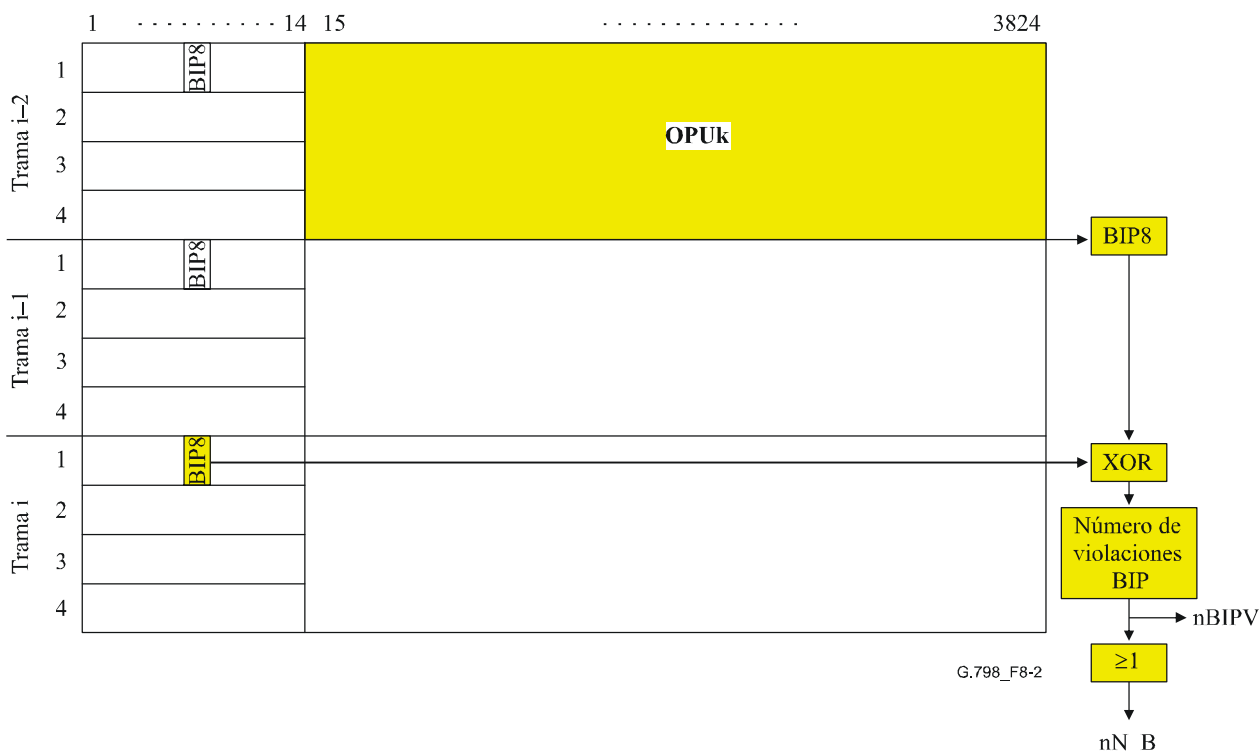 1 · · · · · · · · · · 14 15 · · · · · · · · · · · · · · 3824
Trama i–2
1 BIP8
2
3
4
OPUk
BIP8
Trama i–1
1 BIP8
2
3
4
Trama i
1 BIP8
2
3
4
XOR
Número de
violaciones
BIP
nBIPV
≥1
nN_B
G.798_F8-2